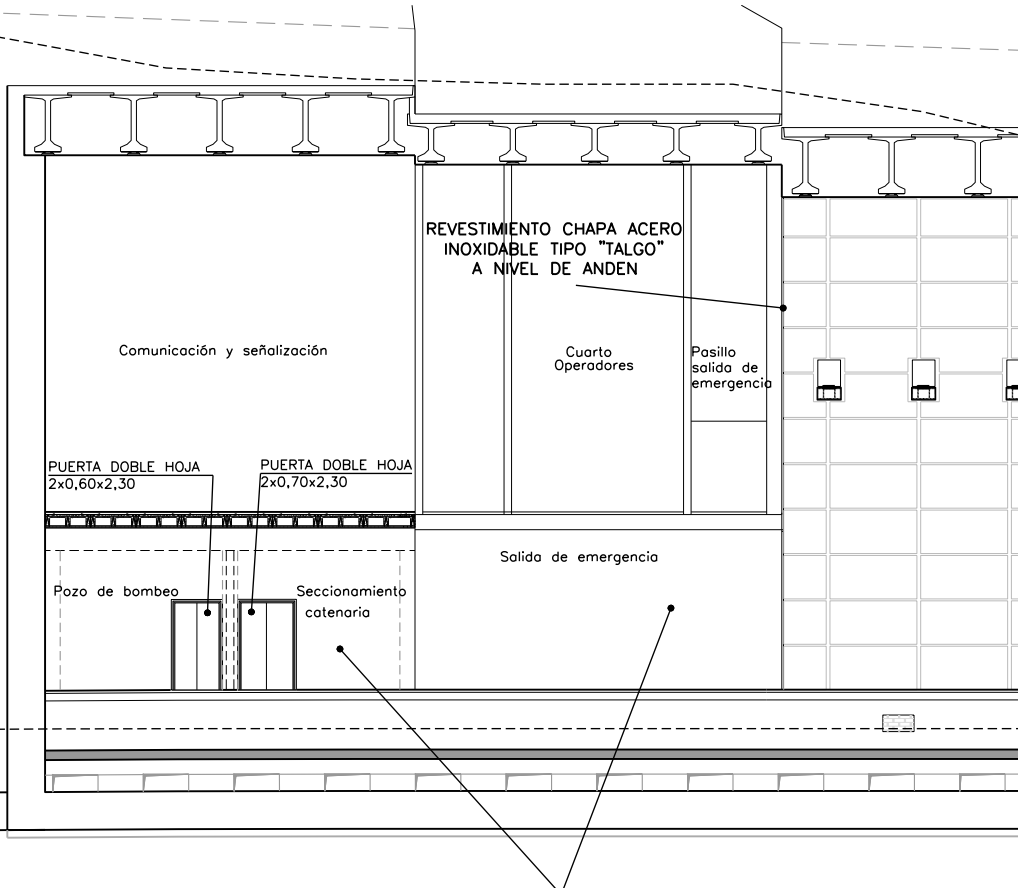 REVESTIMIENTO CHAPA ACERO
INOXIDABLE TIPO "TALGO"
A NIVEL DE ANDEN
Comunicación y señalización
Cuarto
Operadores
Pasillo
salida de
emergencia
PUERTA DOBLE HOJA
2x0,60x2,30
PUERTA DOBLE HOJA
2x0,70x2,30
Salida de emergencia
Pozo de bombeo
Seccionamiento
catenaria